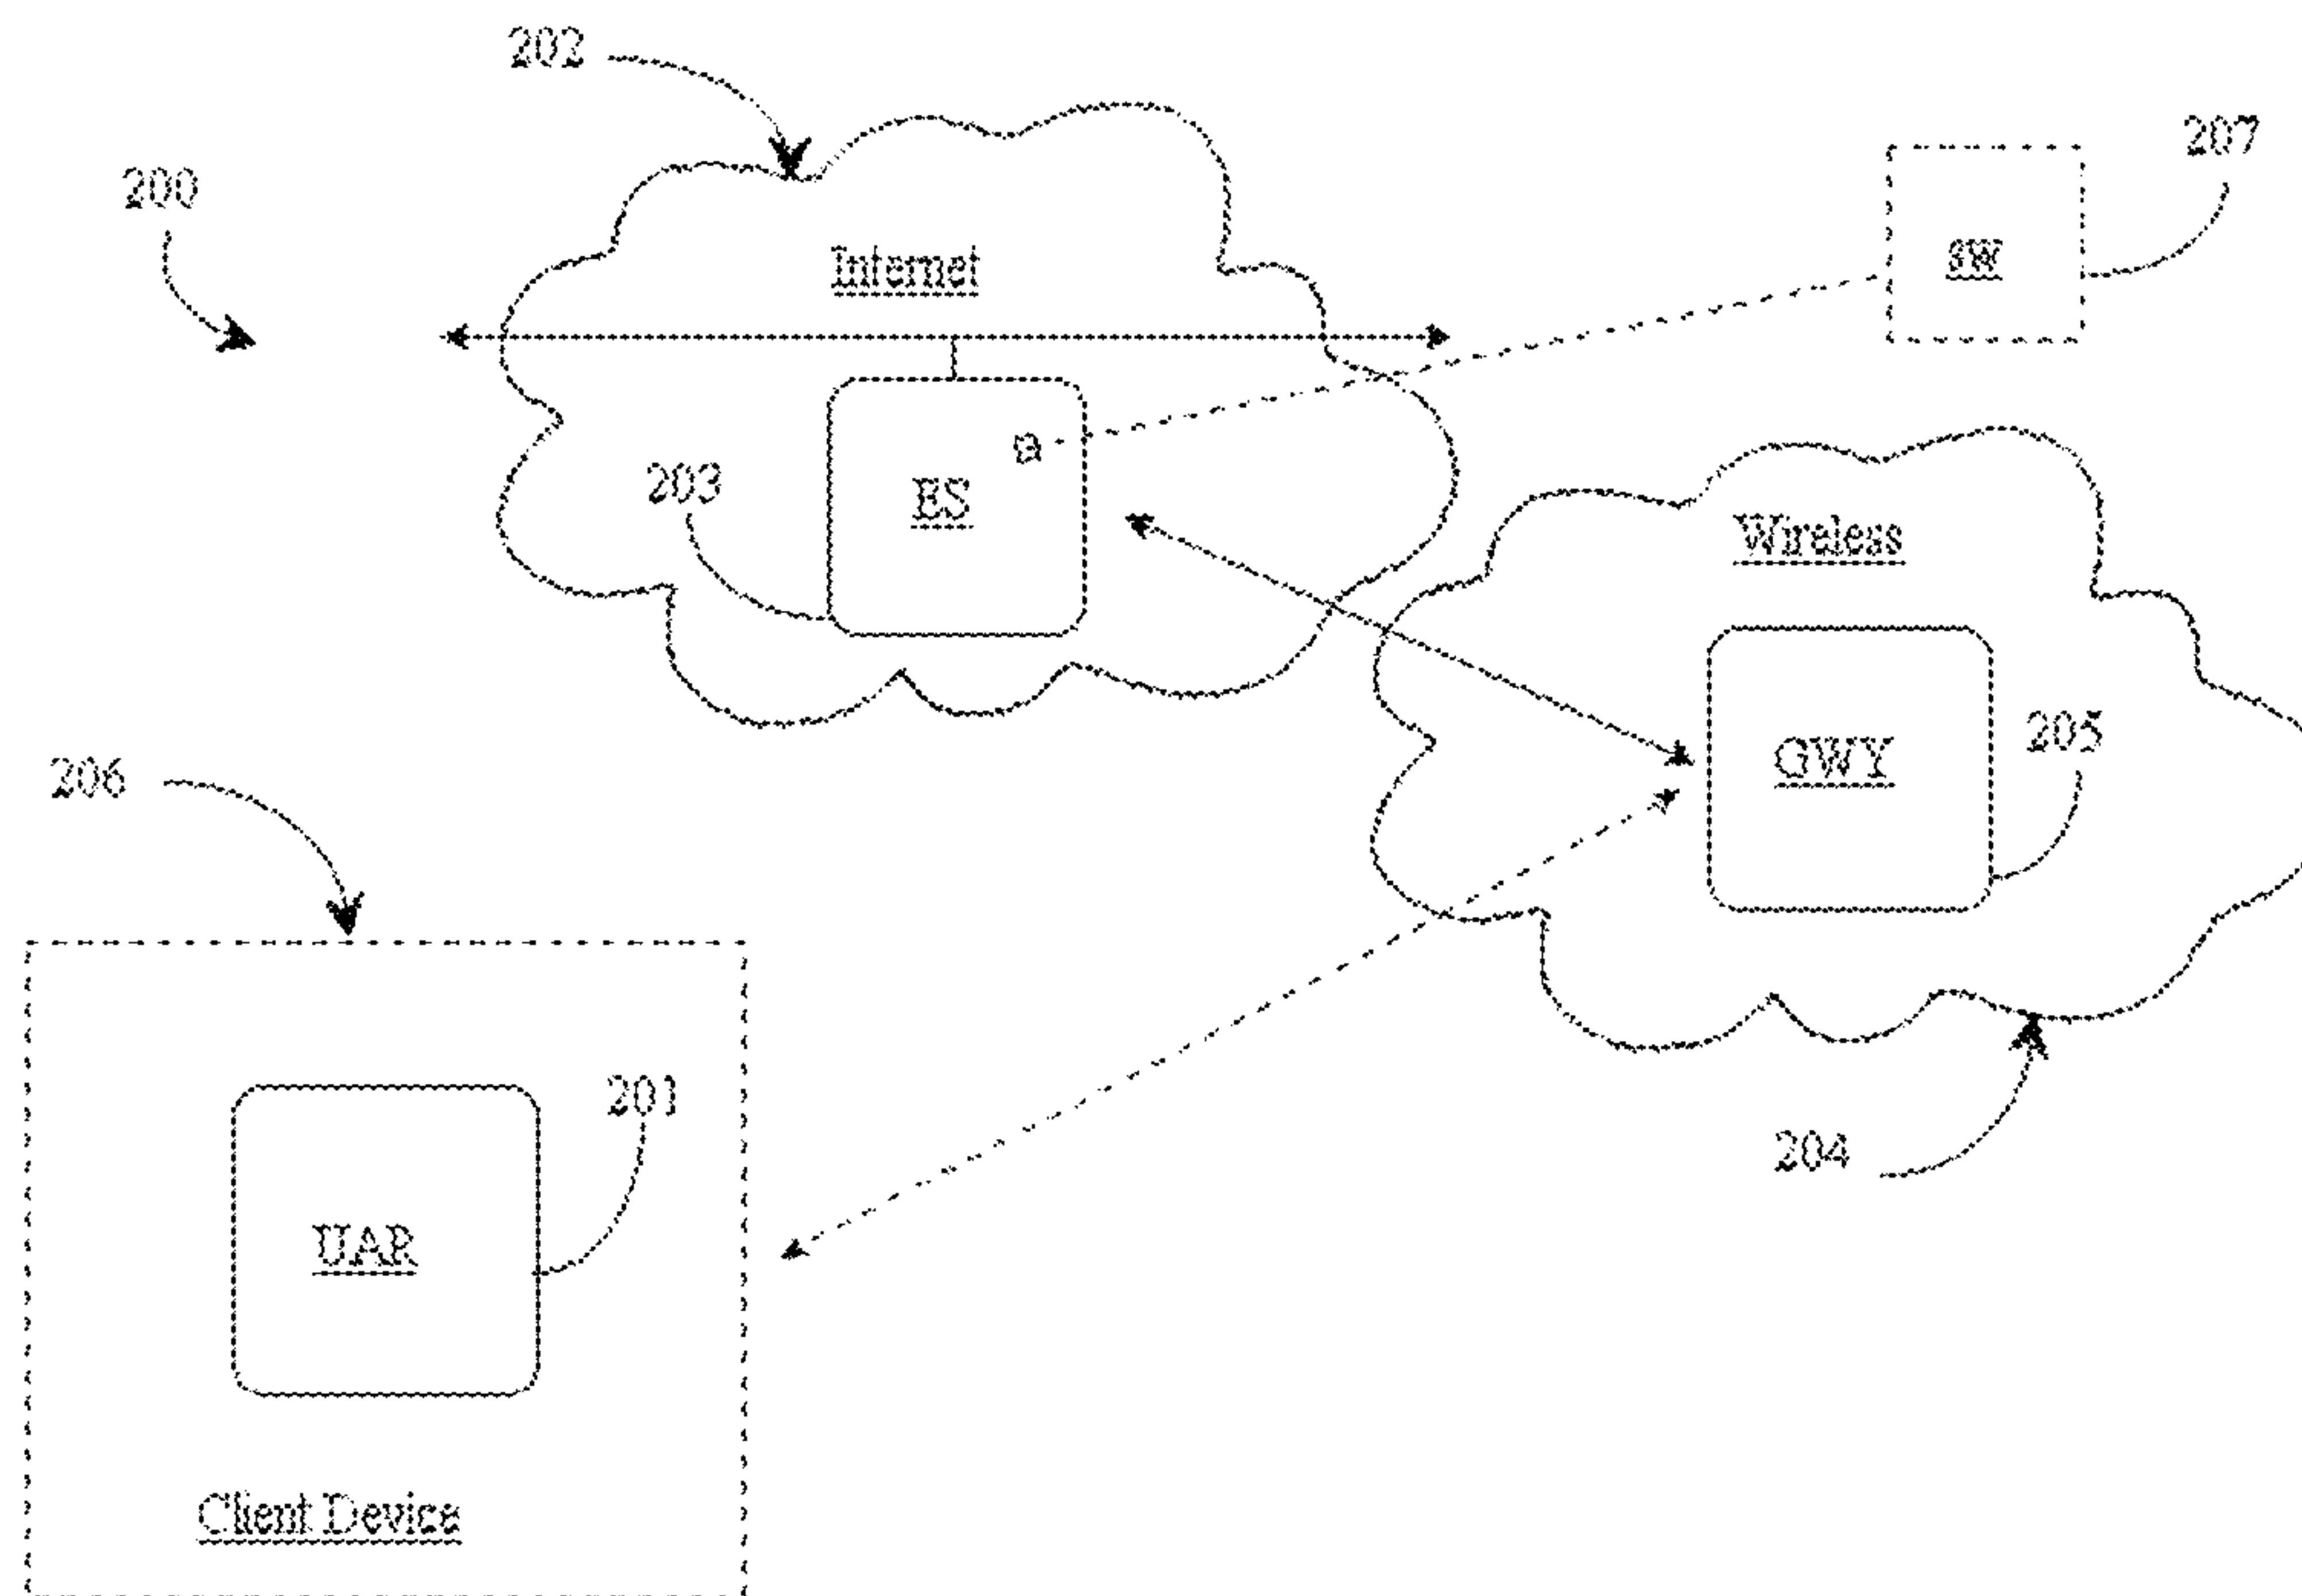 202
207
200
Internet
SW
a
203
ES
Wireless
205
GWY
206
201
204
UAR
Client Device